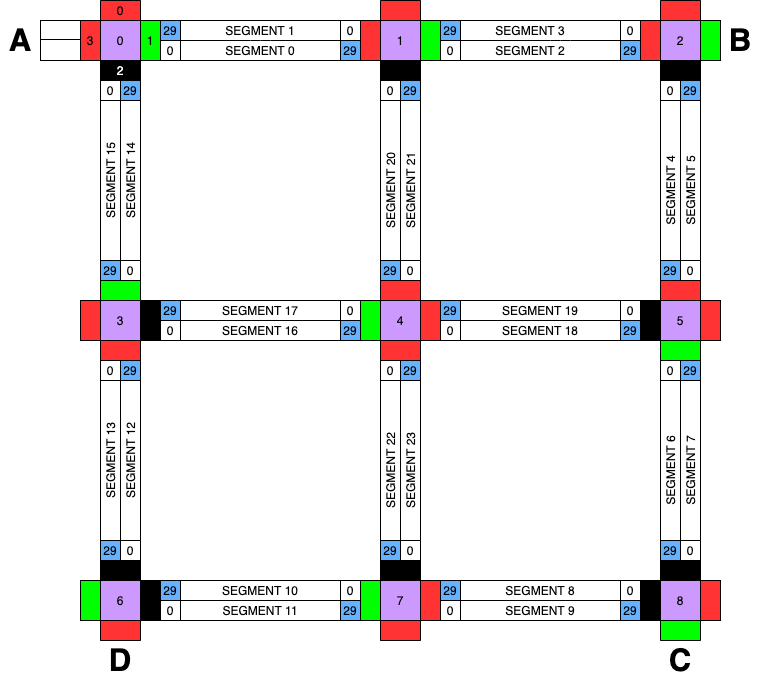 0
A 3 0 1 29 SEGMENT 1 0 1 29 SEGMENT 3 0 2 B
0 SEGMENT 0 29 0 SEGMENT 2 29
2
0 29 0 29 0 29
SEGMENT 15 SEGMENT 14 SEGMENT 20 SEGMENT 21 SEGMENT 4 SEGMENT 5
29 0 29 0 29 0
3 29 SEGMENT 17 0 4 29 SEGMENT 19 0 5
0 SEGMENT 16 29 0 SEGMENT 18 29
0 29 0 29 0 29
SEGMENT 13 SEGMENT 12 SEGMENT 22 SEGMENT 23 SEGMENT 6 SEGMENT 7
29 0 29 0 29 0
6 29 SEGMENT 10 0 7 29 SEGMENT 8 0 8
0 SEGMENT 11 29 0 SEGMENT 9 29
D C